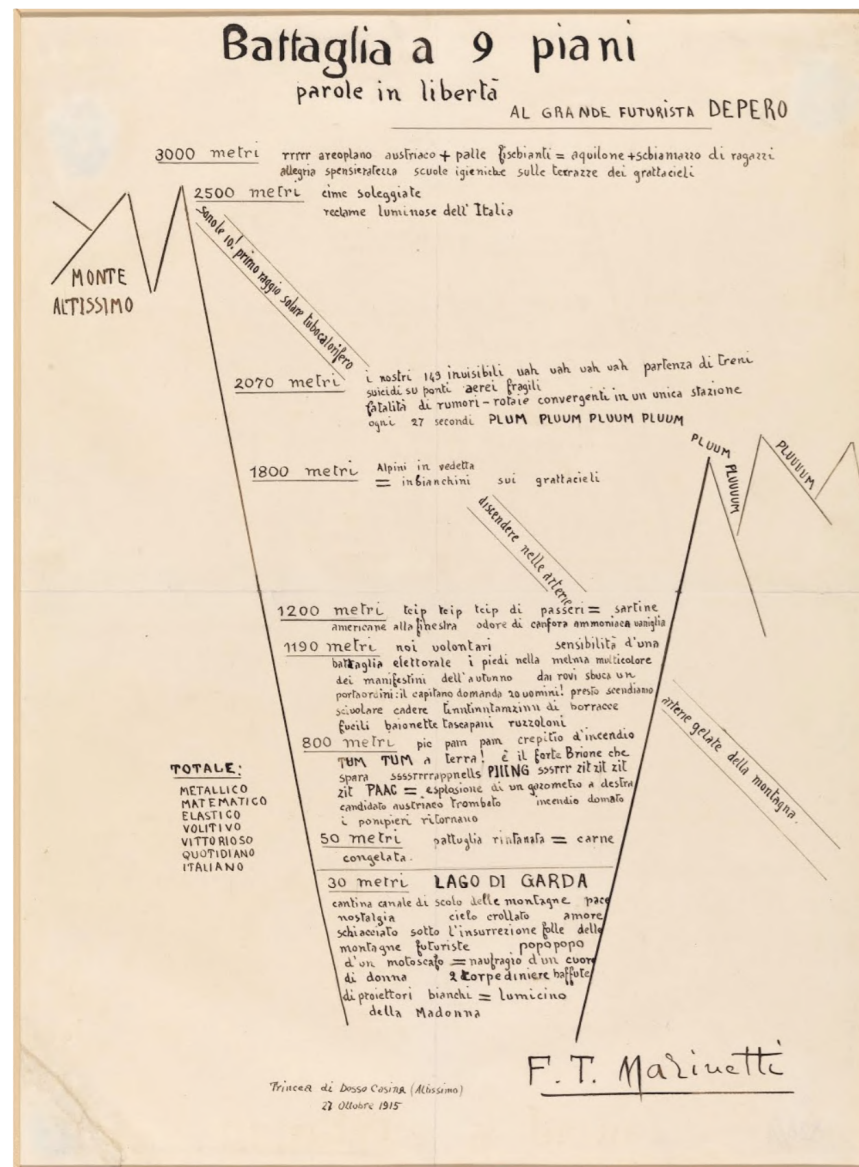 Battaglia a 9 piani
parole in libertà
AL GRANDE FUTURISTA DEPERO
3000 metri rrrrr areoplano austriaco + palle fischianti = aquilone + schiamazzo di ragazzi
allegria spensieratezza scuole igieniche sulle terrazze dei grattacieli
2500 metri cime soleggiate
reclame luminose dell'Italia
MONTE
ALTISSIMO
sonole 10! primo raggio solare tubocalorifero
2070 metri i nostri 149 invisibili uah uah uah uah partenza di treni
suicidi su ponti aerei fragili
fatalità di rumori - rotaie convergenti in un unica stazione
ogni 27 secondi PLUM PLUUM PLUUM PLUUM
PLUUM
PLUUUUM
PLUUUUM
1800 metri Alpini in vedetta
= inbianchini sui grattacieli
discendere nelle arterie
1200 metri tcip tcip tcip di passeri = sartine
americane alla finestra odore di canfora ammoniaca vaniglia
1190 metri noi volontari sensibilità d'una
battaglia elettorale i piedi nella melma multicolore
dei manifestini dell'autunno dai rovi sbuca un
portaordini: il capitano domanda 20 uomini! presto scendiamo
scivolare cadere tinntinntamzinn di borracce
fucili baionette tascapani ruzzoloni
arterie gelate della montagna.
800 metri pic pam pam crepitio d'incendio
TUM TUM a terra! è il forte Brione che
spara sssssrrrrappnells PIIING sssrrr zit zit zit
zit PAAC = esplosione di un gazometro a destra
candidato austriaco trombato incendio domato
i pompieri ritornano
TOTALE:
METALLICO
MATEMATICO
ELASTICO
VOLITIVO
VITTORIOSO
QUOTIDIANO
ITALIANO
50 metri pattuglia rintanata = carne
congelata.
30 metri LAGO DI GARDA
cantina canale di scolo delle montagne pace
nostalgia cielo crollato amore
schiacciato sotto l'insurrezione folle delle
montagne futuriste popopopo
d'un motoscafo = naufragio d'un cuore
di donna 2 torpediniere baffute
di proiettori bianchi = lumicino
della Madonna
F. T. Marinetti
Trincea di Dosso Casina (Altissimo)
27 Ottobre 1915